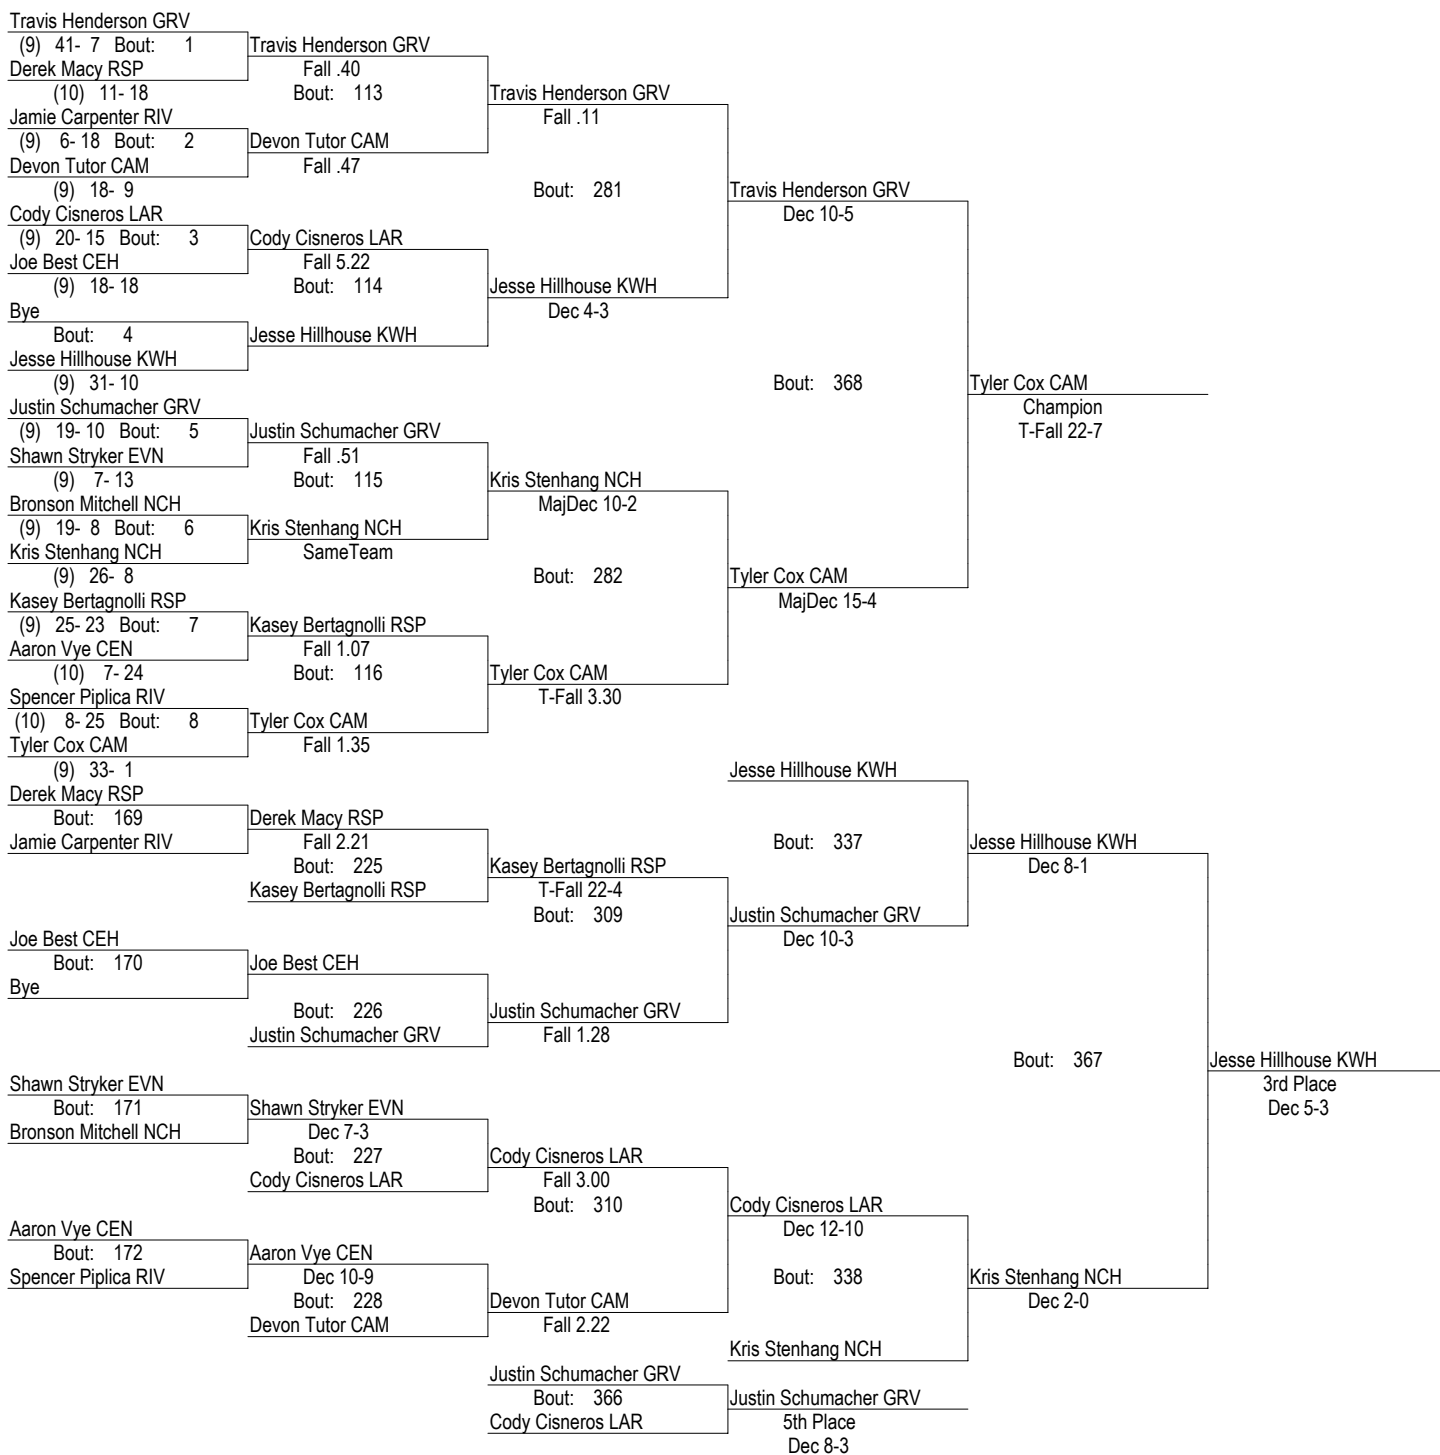 Travis Henderson GRV
(9) 41- 7 Bout: 1
Derek Macy RSP
(10) 11- 18
Jamie Carpenter RIV
(9) 6- 18 Bout: 2
Devon Tutor CAM
(9) 18- 9
Cody Cisneros LAR
(9) 20- 15 Bout: 3
Joe Best CEH
(9) 18- 18
Bye
Bout: 4
Jesse Hillhouse KWH
(9) 31- 10
Justin Schumacher GRV
(9) 19- 10 Bout: 5
Shawn Stryker EVN
(9) 7- 13
Bronson Mitchell NCH
(9) 19- 8 Bout: 6
Kris Stenhang NCH
(9) 26- 8
Kasey Bertagnolli RSP
(9) 25- 23 Bout: 7
Aaron Vye CEN
(10) 7- 24
Spencer Piplica RIV
(10) 8- 25 Bout: 8
Tyler Cox CAM
(9) 33- 1
Travis Henderson GRV
Fall .40
Bout: 113
Devon Tutor CAM
Fall .47
Cody Cisneros LAR
Fall 5.22
Bout: 114
Jesse Hillhouse KWH
Justin Schumacher GRV
Fall .51
Bout: 115
Kris Stenhang NCH
SameTeam
Kasey Bertagnolli RSP
Fall 1.07
Bout: 116
Tyler Cox CAM
Fall 1.35
Travis Henderson GRV
Fall .11
Bout: 281
Jesse Hillhouse KWH
Dec 4-3
Kris Stenhang NCH
MajDec 10-2
Bout: 282
Tyler Cox CAM
T-Fall 3.30
Travis Henderson GRV
Dec 10-5
Bout: 368
Tyler Cox CAM
MajDec 15-4
Tyler Cox CAM
Champion
T-Fall 22-7
Derek Macy RSP
Bout: 169
Jamie Carpenter RIV
Joe Best CEH
Bout: 170
Bye
Shawn Stryker EVN
Bout: 171
Bronson Mitchell NCH
Aaron Vye CEN
Bout: 172
Spencer Piplica RIV
Derek Macy RSP
Fall 2.21
Bout: 225
Kasey Bertagnolli RSP
Joe Best CEH
Bout: 226
Justin Schumacher GRV
Shawn Stryker EVN
Dec 7-3
Bout: 227
Cody Cisneros LAR
Aaron Vye CEN
Dec 10-9
Bout: 228
Devon Tutor CAM
Kasey Bertagnolli RSP
T-Fall 22-4
Bout: 309
Justin Schumacher GRV
Fall 1.28
Cody Cisneros LAR
Fall 3.00
Bout: 310
Devon Tutor CAM
Fall 2.22
Jesse Hillhouse KWH
Bout: 337
Justin Schumacher GRV
Dec 10-3
Cody Cisneros LAR
Dec 12-10
Bout: 338
Kris Stenhang NCH
Jesse Hillhouse KWH
Dec 8-1
Bout: 367
Kris Stenhang NCH
Dec 2-0
Jesse Hillhouse KWH
3rd Place
Dec 5-3
Justin Schumacher GRV
Bout: 366
Cody Cisneros LAR
Justin Schumacher GRV
5th Place
Dec 8-3